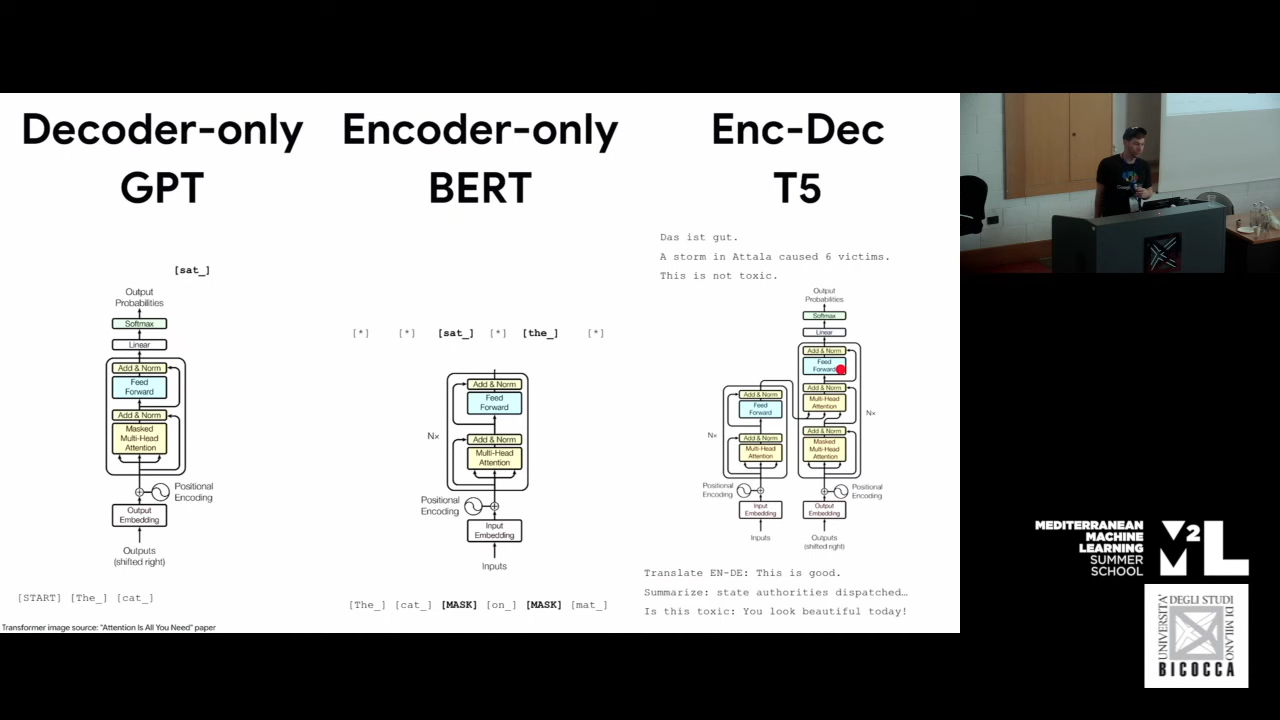 Decoder-only
GPT
[sat_]
Output
Probabilities
Softmax
Linear
Add & Norm
Feed
Forward
Add & Norm
Masked
Multi-Head
Attention
Positional
Encoding
Output
Embedding
Outputs
(shifted right)
[START] [The_] [cat_]
Transformer image source: "Attention Is All You Need" paper
Encoder-only
BERT
[*] [*] [sat_] [*] [the_] [*]
Add & Norm
Feed
Forward
N×
Add & Norm
Multi-Head
Attention
Positional
Encoding
Input
Embedding
Inputs
[The_] [cat_] [MASK] [on_] [MASK] [mat_]
Enc-Dec
T5
Das ist gut.
A storm in Attala caused 6 victims.
This is not toxic.
Output
Probabilities
Softmax
Linear
Add & Norm
Feed
Forward
Add & Norm
Multi-Head
Attention
N×
Add & Norm
Masked
Multi-Head
Attention
Positional
Encoding
Output
Embedding
Outputs
(shifted right)
Add & Norm
Feed
Forward
N×
Add & Norm
Multi-Head
Attention
Positional
Encoding
Input
Embedding
Inputs
Translate EN-DE: This is good.
Summarize: state authorities dispatched…
Is this toxic: You look beautiful today!
Google
MEDITERRANEAN
MACHINE
LEARNING
SUMMER
SCHOOL
M2L
UNIVERSITÀ
DEGLI STUDI
DI MILANO
BICOCCA